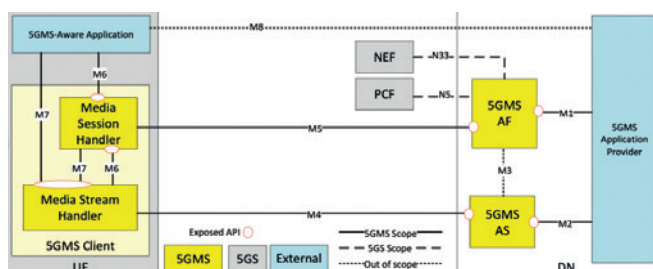 5GMS-Aware Application
M8
NEF
N33
M6
5GMS
Application
Provider
PCF
N5
5GMS
AF
M1
M7
Media
Session
Handler
M5
M7
M6
M3
Media Stream
Handler
M4
5GMS
AS
M2
Exposed API
5GMS Scope
5GS Scope
Out of scope
5GMS Client
5GMS
5GS
External
UE
DN